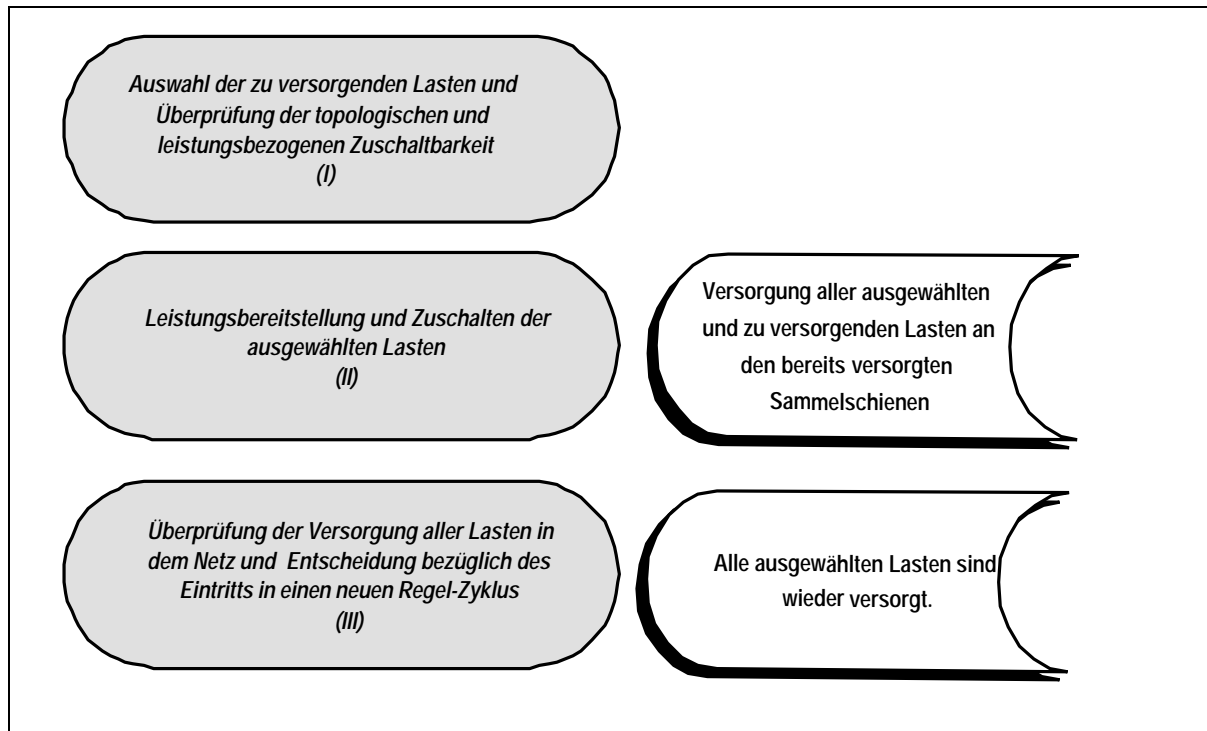 Auswahl der zu versorgenden Lasten und
Überprüfung der topologischen und
leistungsbezogenen Zuschaltbarkeit
(I)
Leistungsbereitstellung und Zuschalten der
ausgewählten Lasten
(II)
Versorgung aller ausgewählten
und zu versorgenden Lasten an
den bereits versorgten
Sammelschienen
Überprüfung der Versorgung aller Lasten in
dem Netz und Entscheidung bezüglich des
Eintritts in einen neuen Regel-Zyklus
(III)
Alle ausgewählten Lasten sind
wieder versorgt.